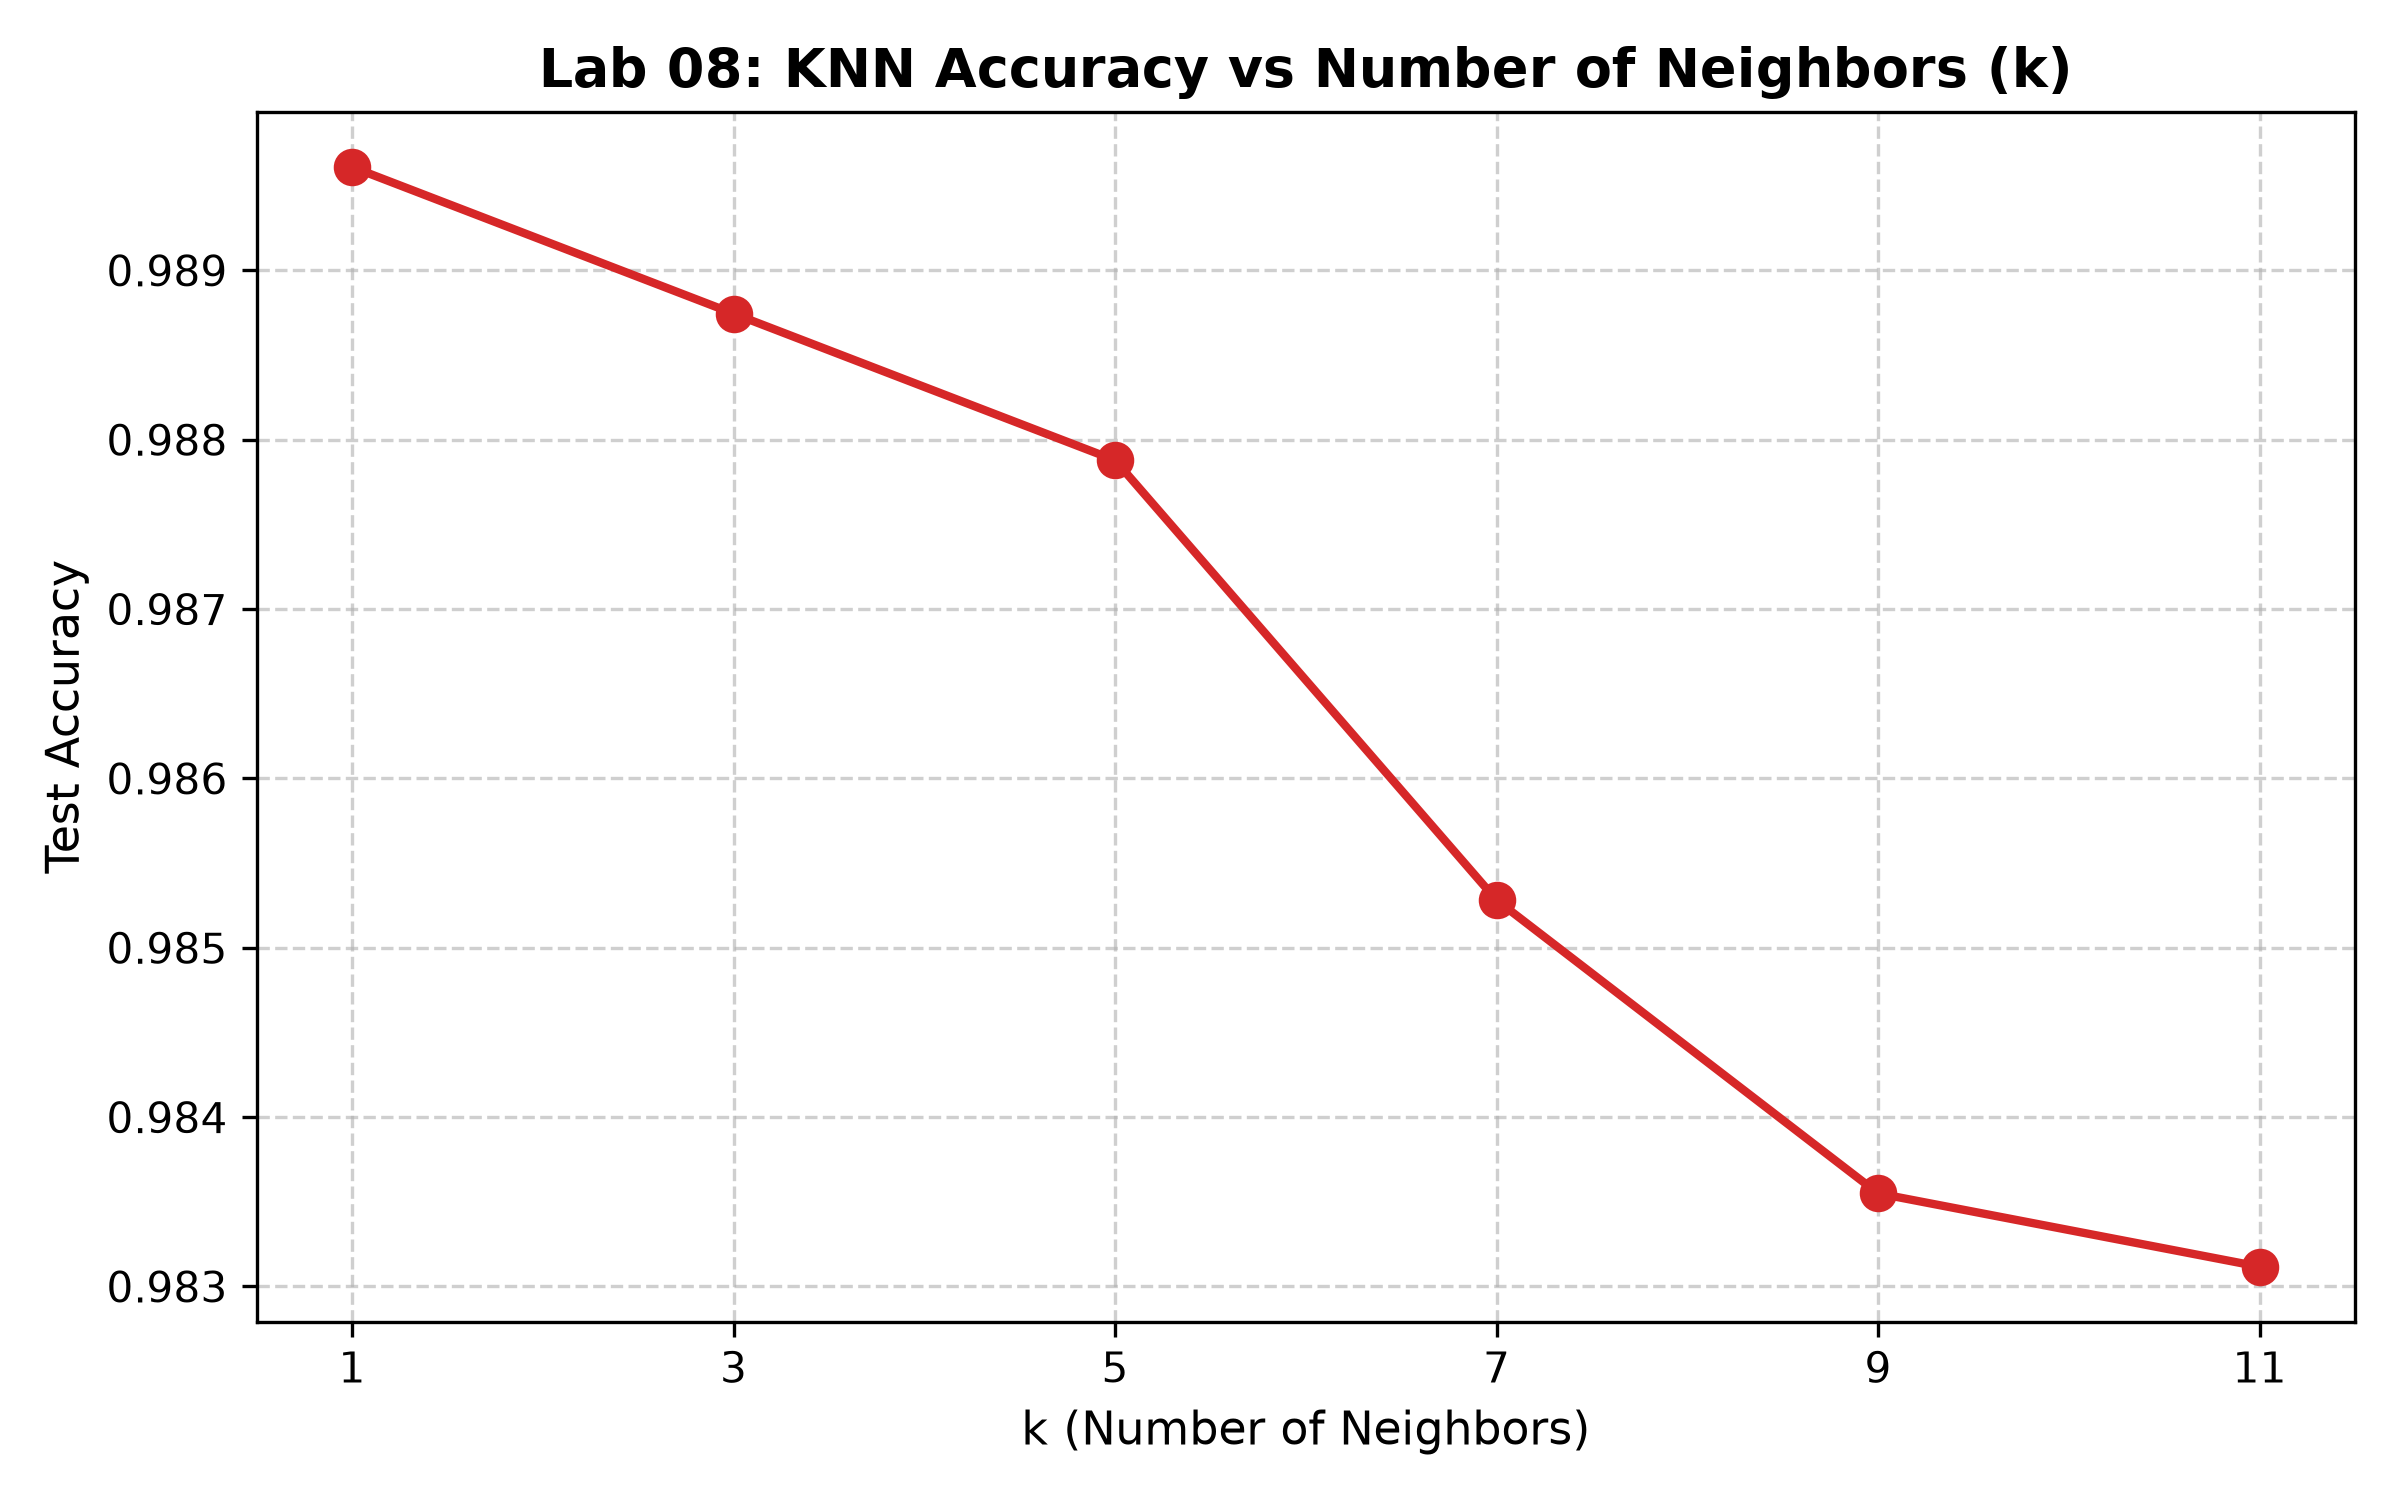 Lab 08: KNN Accuracy vs Number of Neighbors (k)
Test Accuracy
0.989
0.988
0.987
0.986
0.985
0.984
0.983
1 3 5 7 9 11
k (Number of Neighbors)